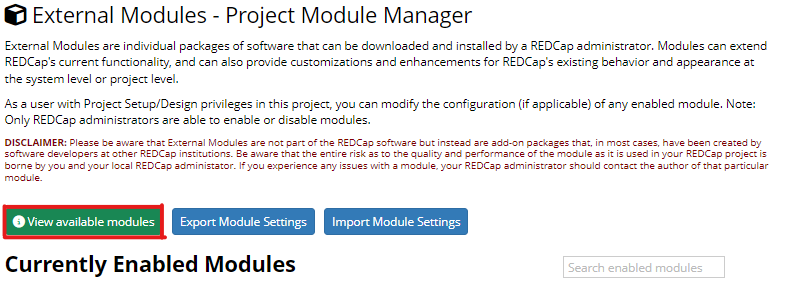 External Modules - Project Module Manager
External Modules are individual packages of software that can be downloaded and installed by a REDCap administrator. Modules can extend
REDCap's current functionality, and can also provide customizations and enhancements for REDCap's existing behavior and appearance at
the system level or project level.
As a user with Project Setup/Design privileges in this project, you can modify the configuration (if applicable) of any enabled module. Note:
Only REDCap administrators are able to enable or disable modules.
DISCLAIMER: Please be aware that External Modules are not part of the REDCap software but instead are add-on packages that, in most cases, have been created by
software developers at other REDCap institutions. Be aware that the entire risk as to the quality and performance of the module as it is used in your REDCap project is
borne by you and your local REDCap administator. If you experience any issues with a module, your REDCap administrator should contact the author of that particular
module.
View available modules Export Module Settings Import Module Settings
Currently Enabled Modules Search enabled modules